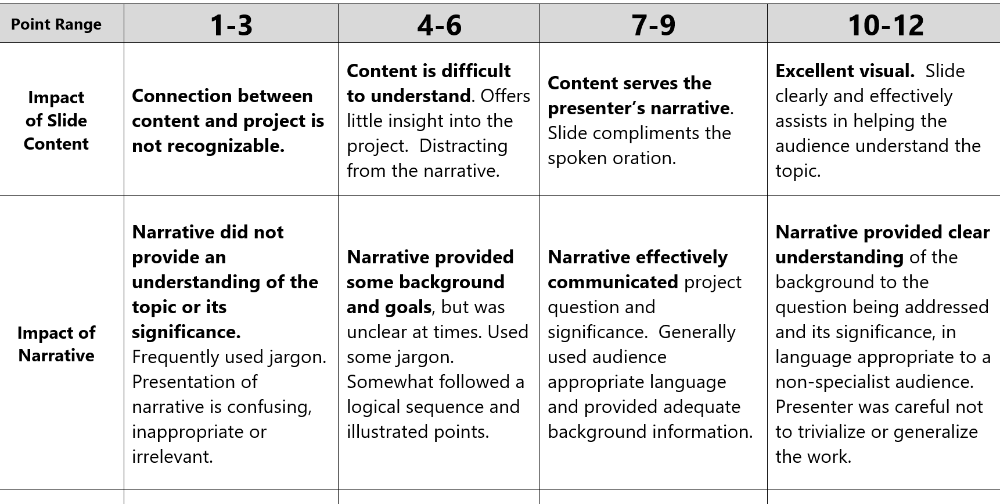 Point Range
1-3
4-6
7-9
10-12
Impact
of Slide
Content
Connection between
content and project is
not recognizable.
Content is difficult
to understand. Offers
little insight into the
project.  Distracting
from the narrative.
Content serves the
presenter’s narrative.
Slide compliments the
spoken oration.
Excellent visual.  Slide
clearly and effectively
assists in helping the
audience understand the
topic.
Impact of
Narrative
Narrative did not
provide an
understanding of the
topic or its
significance.
Frequently used jargon.
Presentation of
narrative is confusing,
inappropriate or
irrelevant.
Narrative provided
some background
and goals, but was
unclear at times. Used
some jargon.
Somewhat followed a
logical sequence and
illustrated points.
Narrative effectively
communicated project
question and
significance.  Generally
used audience
appropriate language
and provided adequate
background information.
Narrative provided clear
understanding of the
background to the
question being addressed
and its significance, in
language appropriate to a
non-specialist audience.
Presenter was careful not
to trivialize or generalize
the work.